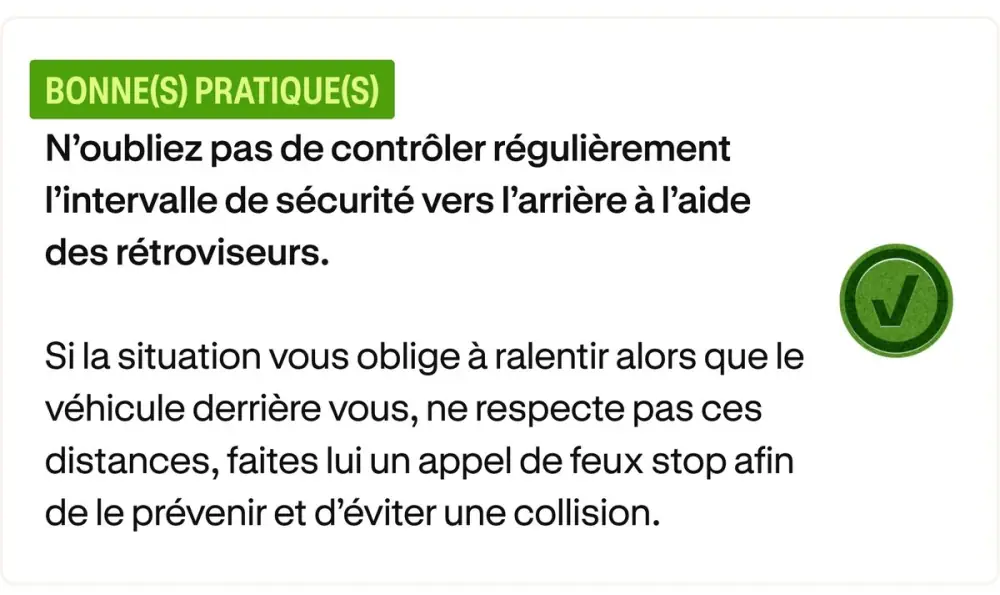 BONNE(S) PRATIQUE(S)
N’oubliez pas de contrôler régulièrement
l’intervalle de sécurité vers l’arrière à l’aide
des rétroviseurs.
Si la situation vous oblige à ralentir alors que le
véhicule derrière vous, ne respecte pas ces
distances, faites lui un appel de feux stop afin
de le prévenir et d’éviter une collision.